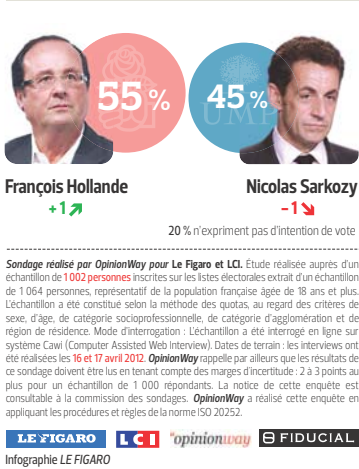 55 %
45 %
UMP
François Hollande
+1
Nicolas Sarkozy
-1
20 % n'expriment pas d'intention de vote
Sondage réalisé par OpinionWay pour Le Figaro et LCI. Étude réalisée auprès d'un
échantillon de 1 002 personnes inscrites sur les listes électorales extrait d'un échantillon
de 1 064 personnes, représentatif de la population française âgée de 18 ans et plus.
L'échantillon a été constitué selon la méthode des quotas, au regard des critères de
sexe, d'âge, de catégorie socioprofessionnelle, de catégorie d'agglomération et de
région de résidence. Mode d'interrogation : L'échantillon a été interrogé en ligne sur
système Cawi (Computer Assisted Web Interview). Dates de terrain : les interviews ont
été réalisées les 16 et 17 avril 2012. OpinionWay rappelle par ailleurs que les résultats de
ce sondage doivent être lus en tenant compte des marges d'incertitude : 2 à 3 points au
plus pour un échantillon de 1 000 répondants. La notice de cette enquête est
consultable à la commission des sondages. OpinionWay a réalisé cette enquête en
appliquant les procédures et règles de la norme ISO 20252.
LE FIGARO LCI "opinionway FIDUCIAL
Infographie LE FIGARO